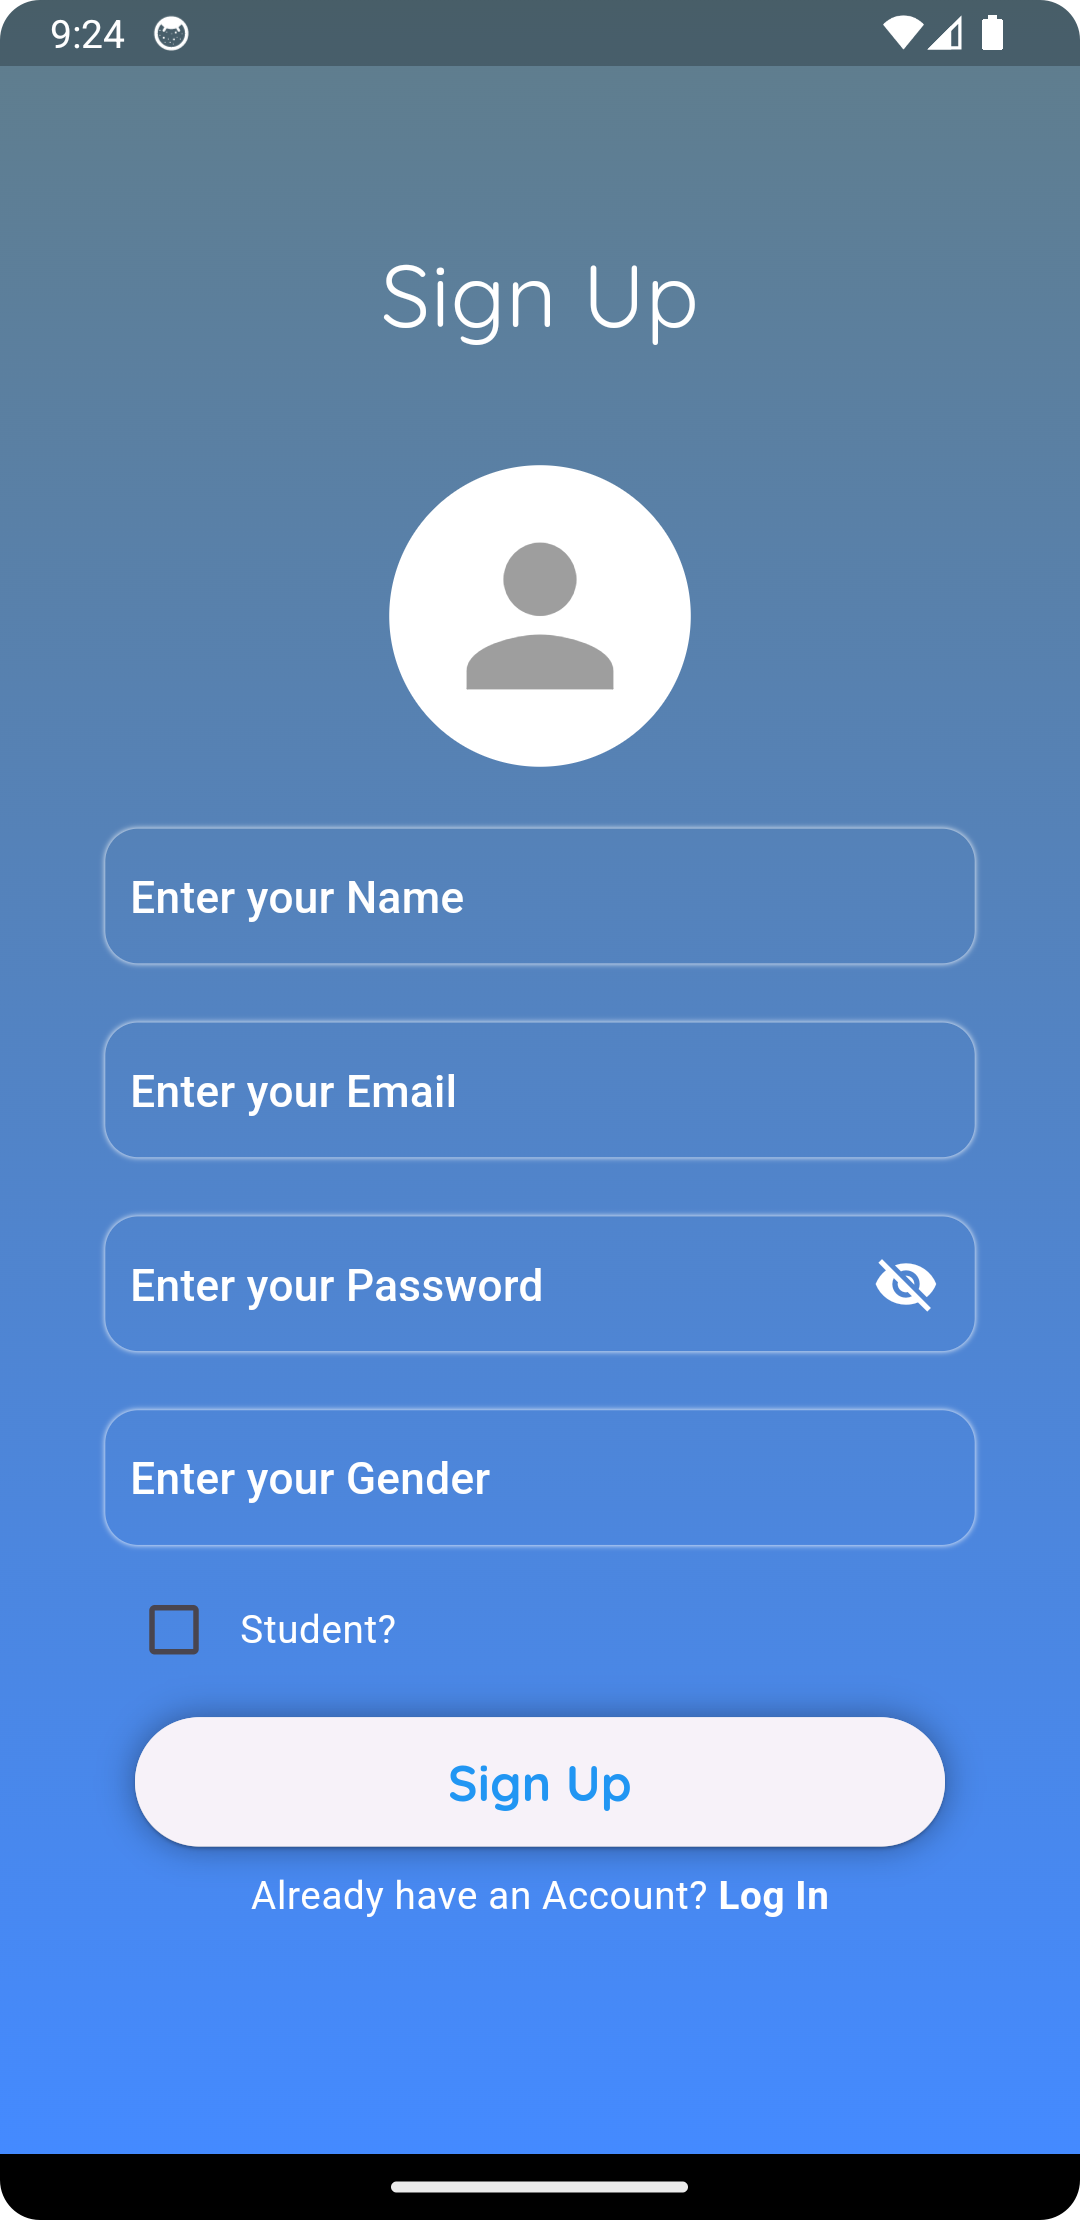 9:24
Sign Up
Enter your Name
Enter your Email
Enter your Password
Enter your Gender
Student?
Sign Up
Already have an Account? Log In